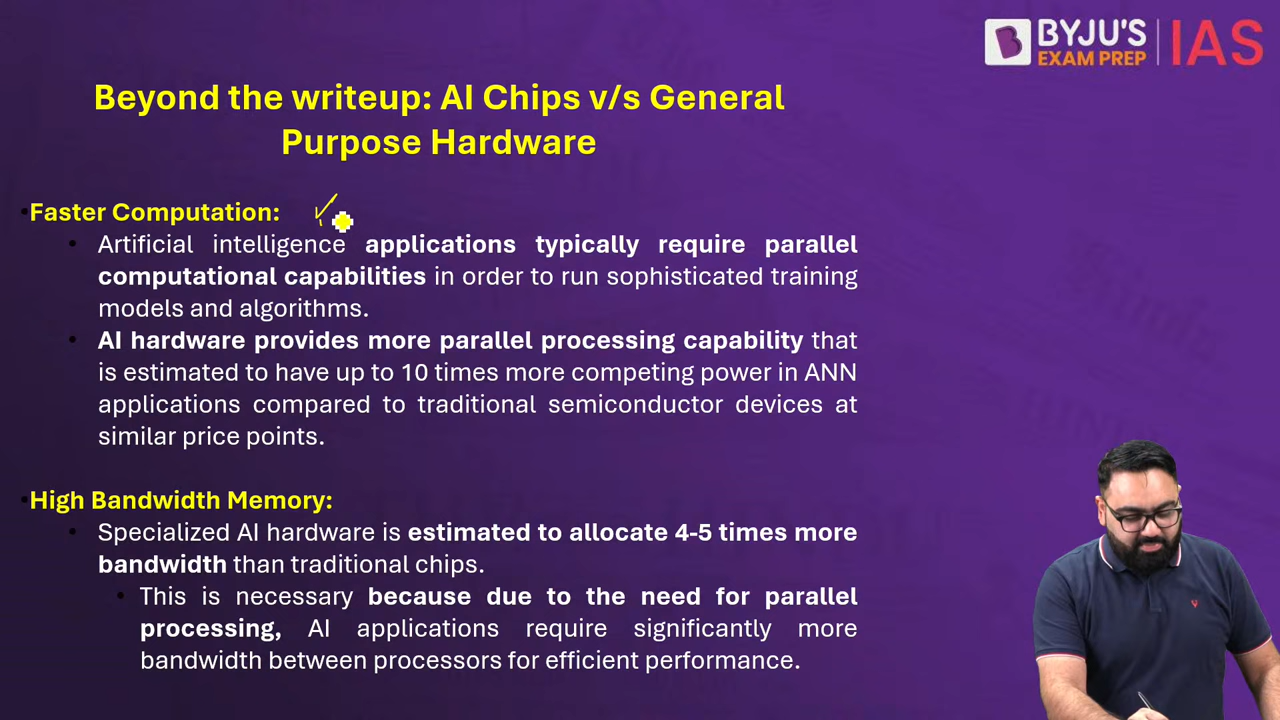 BYJU'S
EXAM PREP
IAS
Beyond the writeup: AI Chips v/s General
Purpose Hardware
•Faster Computation:
• Artificial intelligence applications typically require parallel
computational capabilities in order to run sophisticated training
models and algorithms.
• AI hardware provides more parallel processing capability that
is estimated to have up to 10 times more competing power in ANN
applications compared to traditional semiconductor devices at
similar price points.
•High Bandwidth Memory:
• Specialized AI hardware is estimated to allocate 4-5 times more
bandwidth than traditional chips.
• This is necessary because due to the need for parallel
processing, AI applications require significantly more
bandwidth between processors for efficient performance.